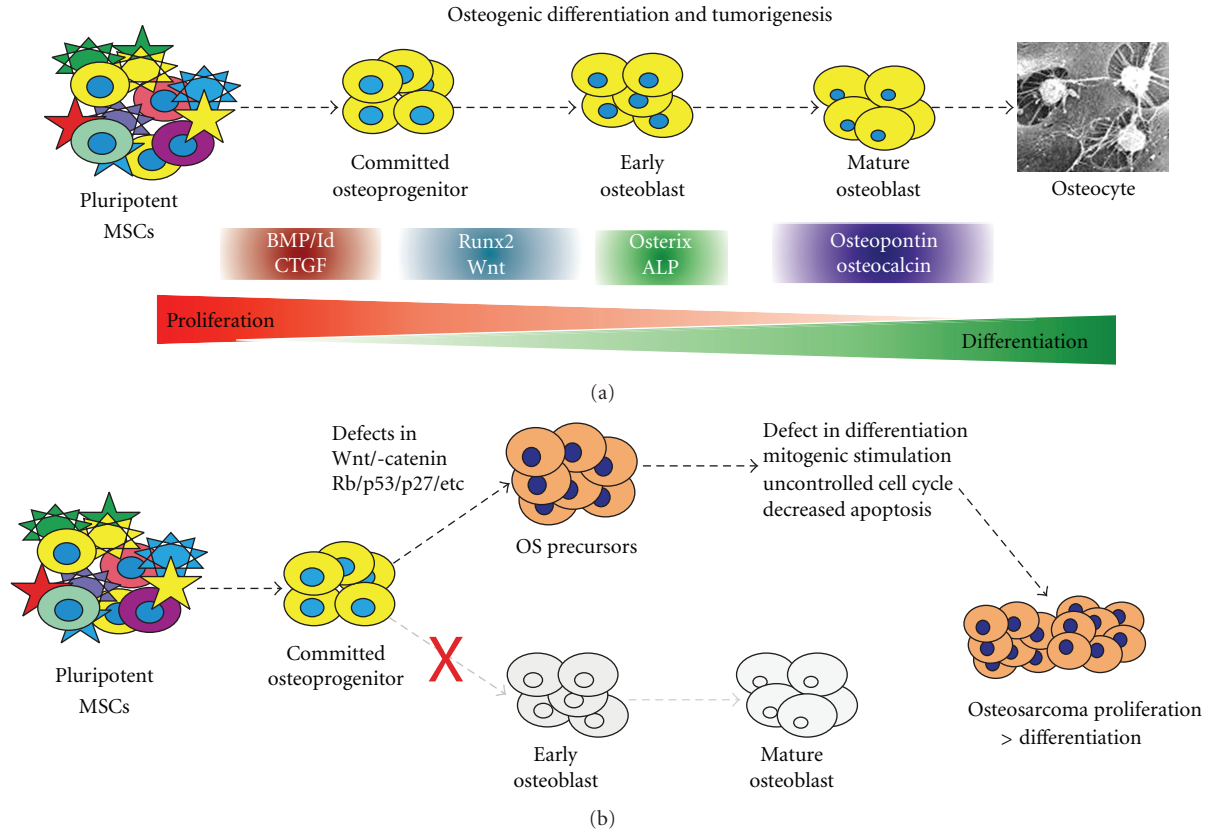 Osteogenic differentiation and tumorigenesis
Pluripotent
MSCs
Committed
osteoprogenitor
Early
osteoblast
Mature
osteoblast
Osteocyte
BMP/Id
CTGF
Runx2
Wnt
Osterix
ALP
Osteopontin
osteocalcin
Proliferation
Differentiation
(a)
Pluripotent
MSCs
Committed
osteoprogenitor
Defects in
Wnt/-catenin
Rb/p53/p27/etc
OS precursors
Defect in differentiation
mitogenic stimulation
uncontrolled cell cycle
decreased apoptosis
X
Early
osteoblast
Mature
osteoblast
Osteosarcoma proliferation
> differentiation
(b)